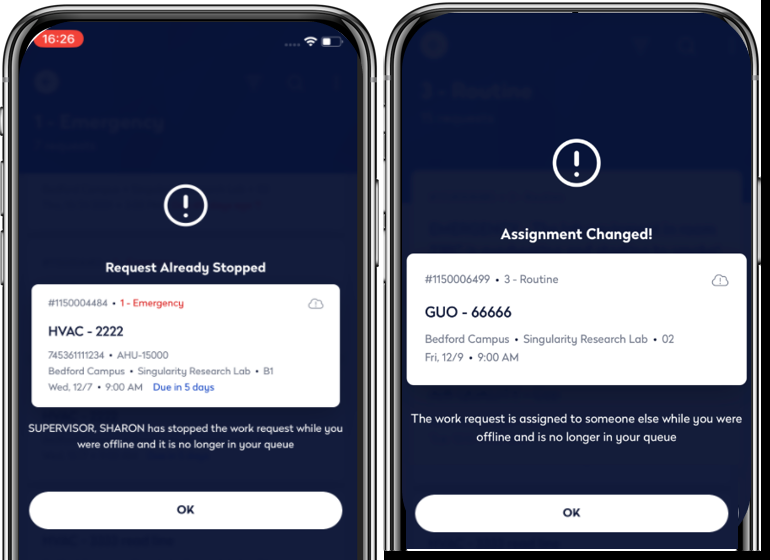 16:26
1 - Emergency
Request Already Stopped
#1150004484 • 1 - Emergency
HVAC - 2222
745361111234 • AHU-15000
Bedford Campus • Singularity Research Lab • B1
Wed, 12/7 • 9:00 AM Due in 5 days
SUPERVISOR, SHARON has stopped the work request while you
were offline and it is no longer in your queue
OK
3 - Routine
Assignment Changed!
#1150006499 • 3 - Routine
GUO - 66666
Bedford Campus • Singularity Research Lab • 02
Fri, 12/9 • 9:00 AM
The work request is assigned to someone else while you were
offline and is no longer in your queue
OK